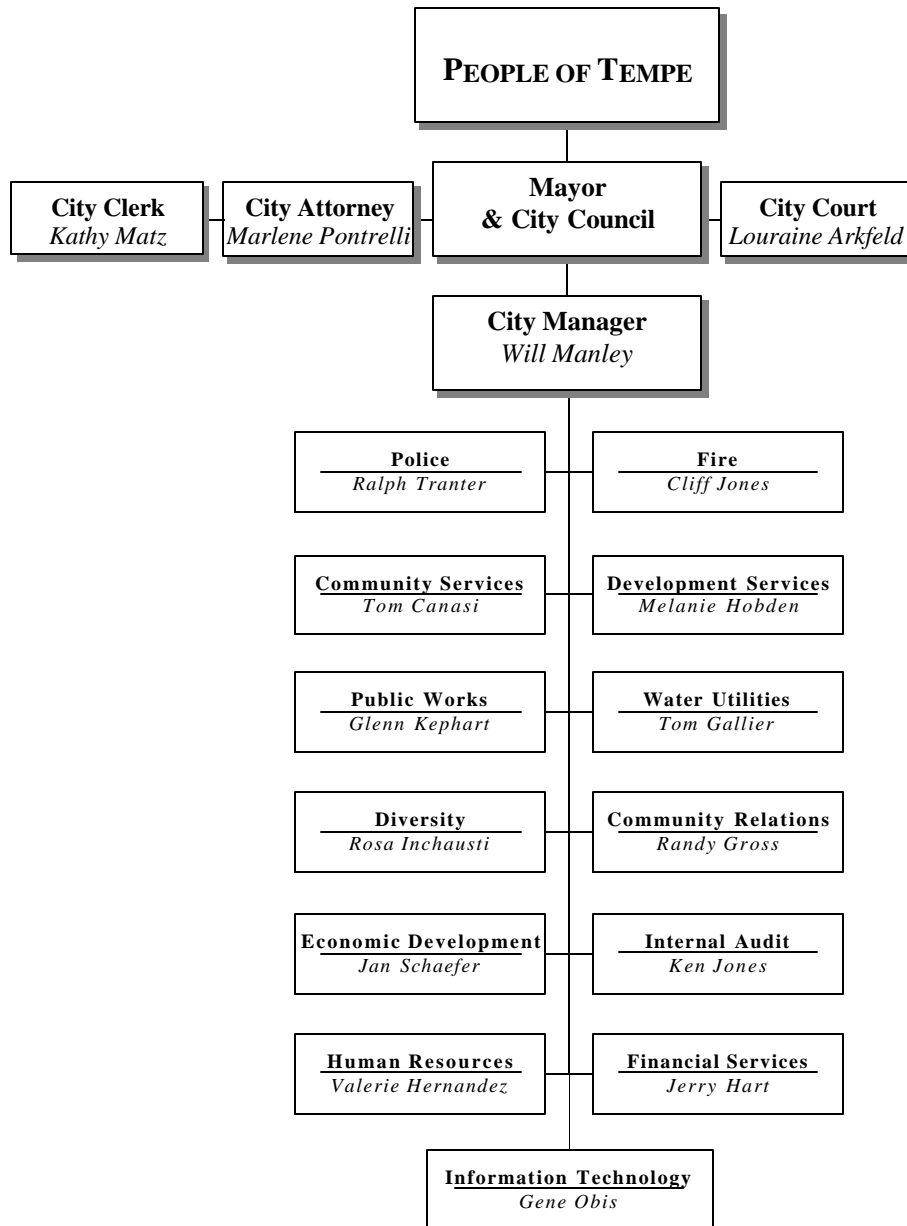 PEOPLE OF TEMPE
Mayor
& City Council
City Clerk
Kathy Matz
City Attorney
Marlene Pontrelli
City Court
Louraine Arkfeld
City Manager
Will Manley
Police
Ralph Tranter
Fire
Cliff Jones
Community Services
Tom Canasi
Development Services
Melanie Hobden
Public Works
Glenn Kephart
Water Utilities
Tom Gallier
Diversity
Rosa Inchausti
Community Relations
Randy Gross
Economic Development
Jan Schaefer
Internal Audit
Ken Jones
Human Resources
Valerie Hernandez
Financial Services
Jerry Hart
Information Technology
Gene Obis